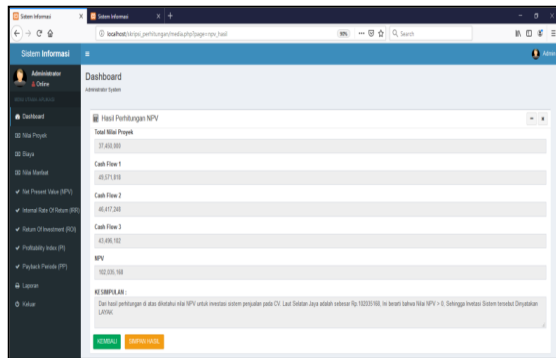 Sistem Informasi
Sistem Informasi
localhost/skripsi_perhitungan/media.php?page=npv_hasil
90%
Search
Sistem Informasi
Admin
Administrator
Online
Dashboard
Administrator System
Dashboard
Nilai Proyek
Biaya
Nilai Manfaat
Net Present Value (NPV)
Internal Rate Of Return (IRR)
Return Of Investment (ROI)
Profitability Index (PI)
Payback Periode (PP)
Laporan
Keluar
Hasil Perhitungan NPV
Total Nilai Proyek
37,450,000
Cash Flow 1
49,571,818
Cash Flow 2
46,417,248
Cash Flow 3
43,496,102
NPV
102,035,168
KESIMPULAN :
Dari hasil perhitungan di atas diketahui nilai NPV untuk investasi sistem penjualan pada CV. Laut Selatan Jaya adalah sebesar Rp.102035168, Ini berarti bahwa Nilai NPV > 0, Sehingga Invetasi Sistem tersebut Dinyatakan
LAYAK
KEMBALI
SIMPAN HASIL